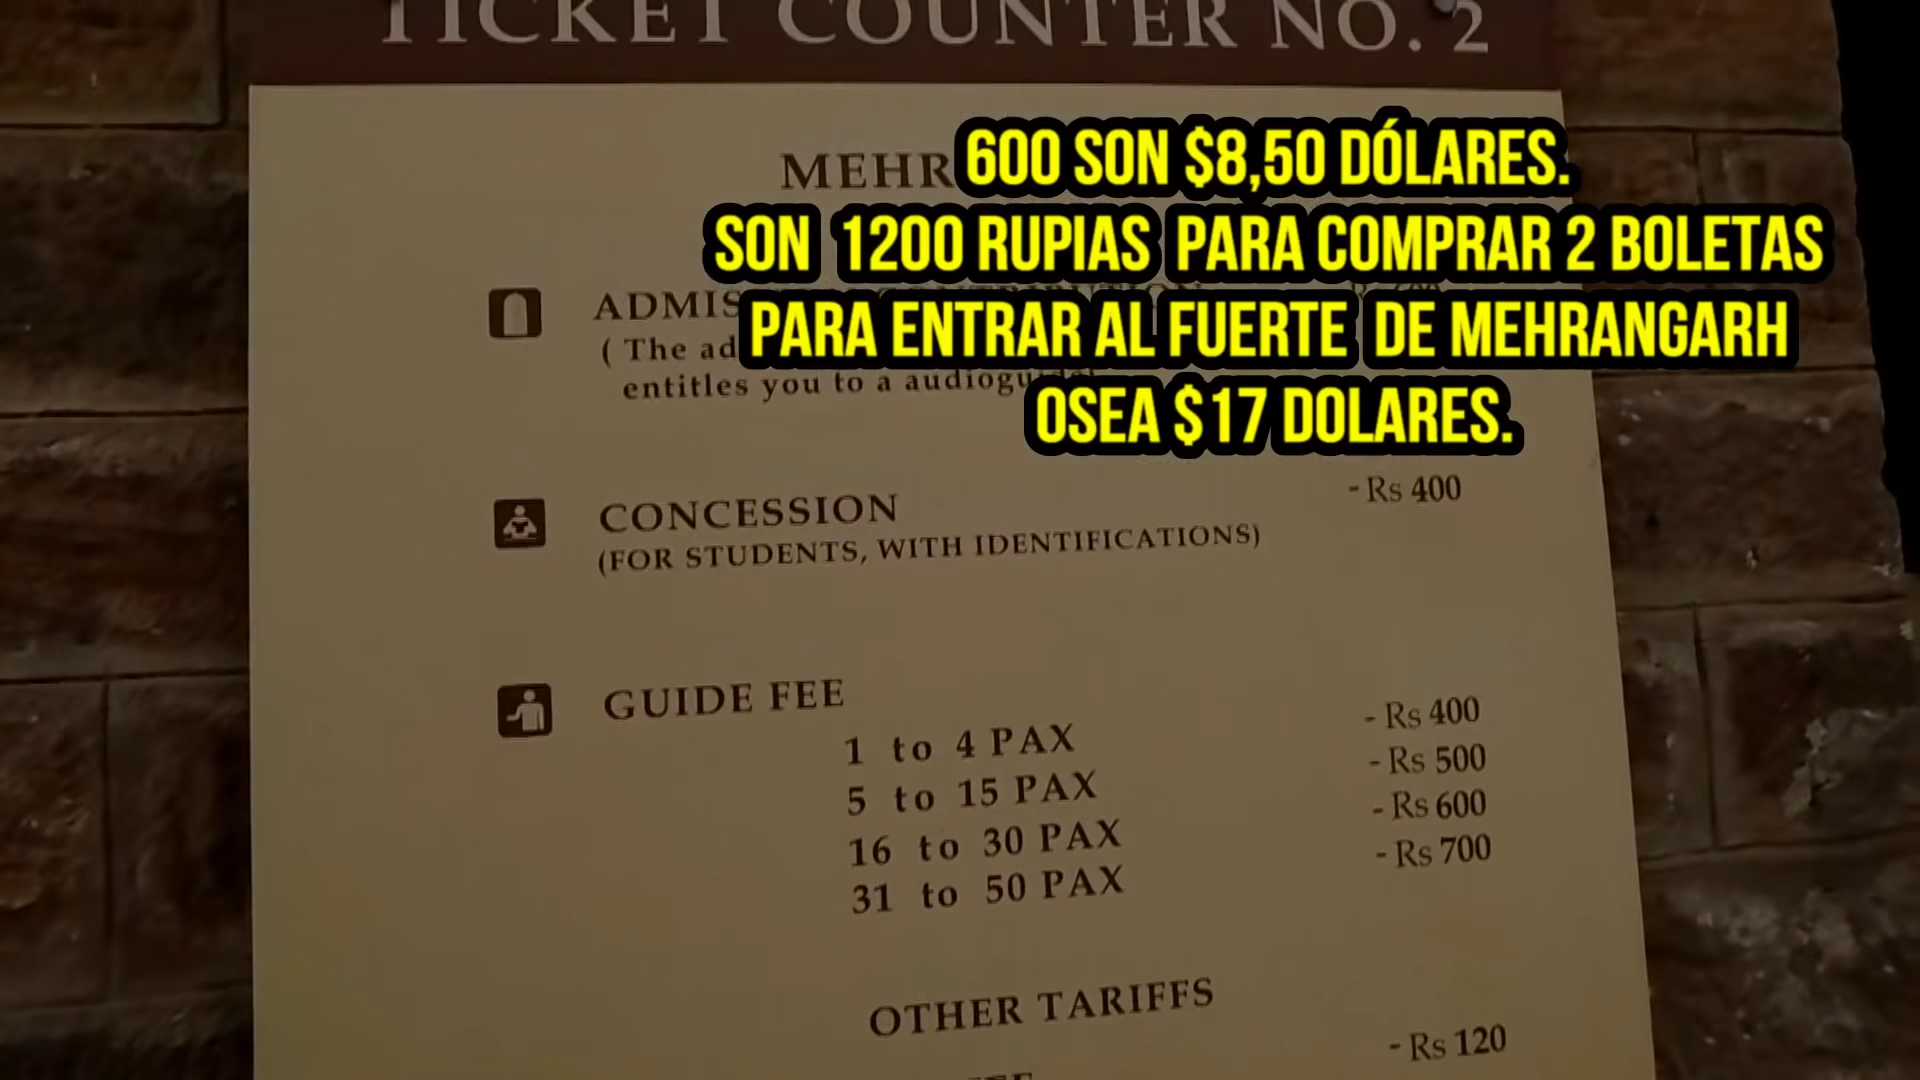 TICKET COUNTER NO. 2
MEHR
600 SON $8,50 DÓLARES.
SON 1200 RUPIAS PARA COMPRAR 2 BOLETAS
PARA ENTRAR AL FUERTE DE MEHRANGARH
OSEA $17 DOLARES.
( The
entitles you to a
CONCESSION - Rs 400
(FOR STUDENTS, WITH IDENTIFICATIONS)
GUIDE FEE
1 to 4 PAX - Rs 400
5 to 15 PAX - Rs 500
16 to 30 PAX - Rs 600
31 to 50 PAX - Rs 700
OTHER TARIFFS
- Rs 120